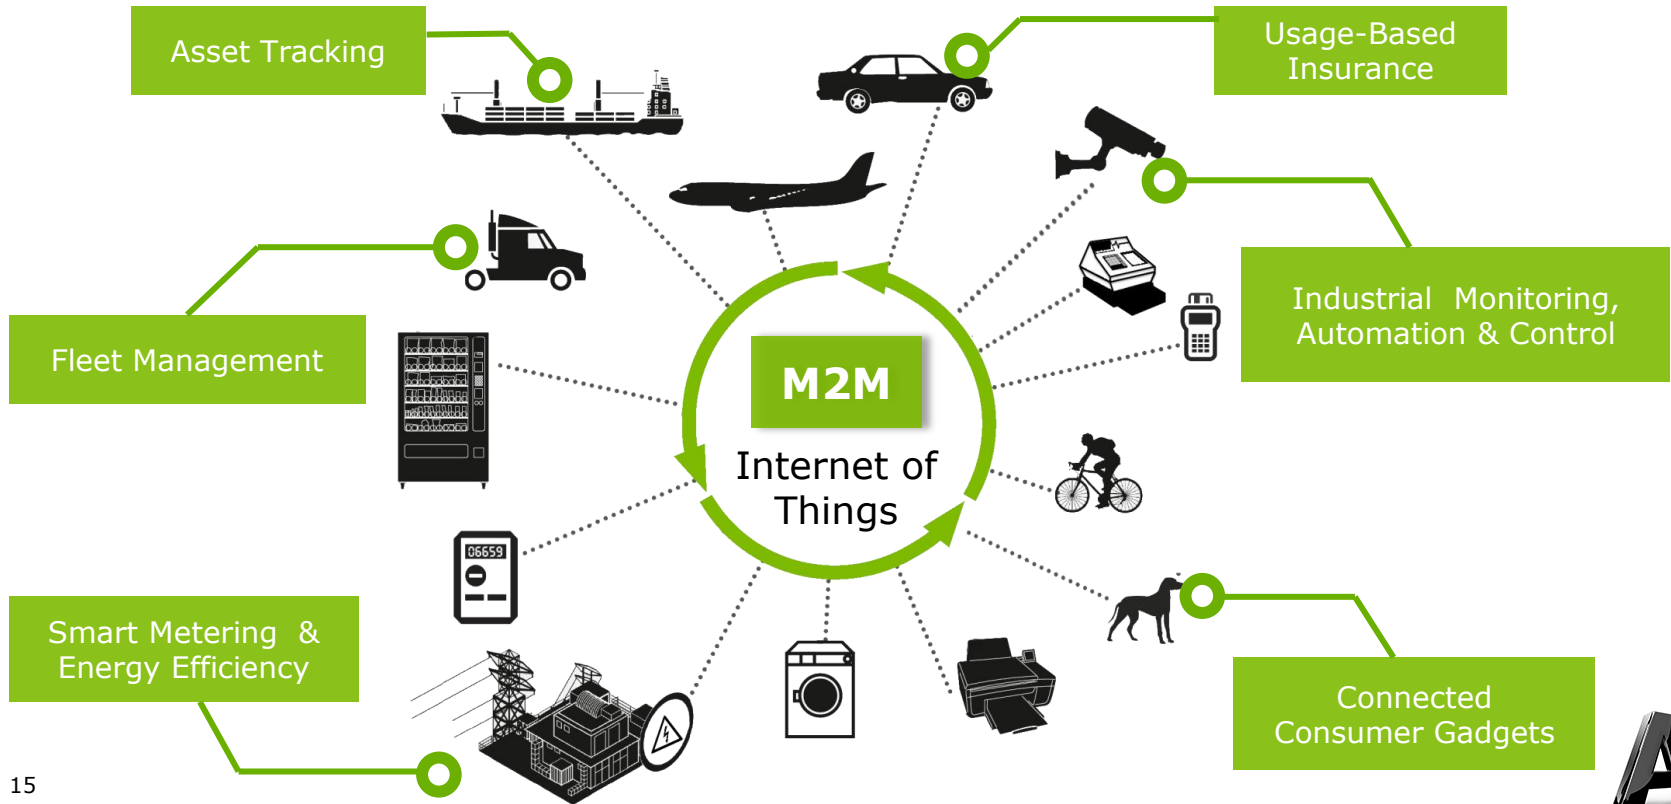 Asset Tracking
Usage-Based
Insurance
Industrial  Monitoring,
Automation & Control
Fleet Management
M2M
Internet of
Things
06659
Smart Metering  &
Energy Efficiency
Connected
Consumer Gadgets
15